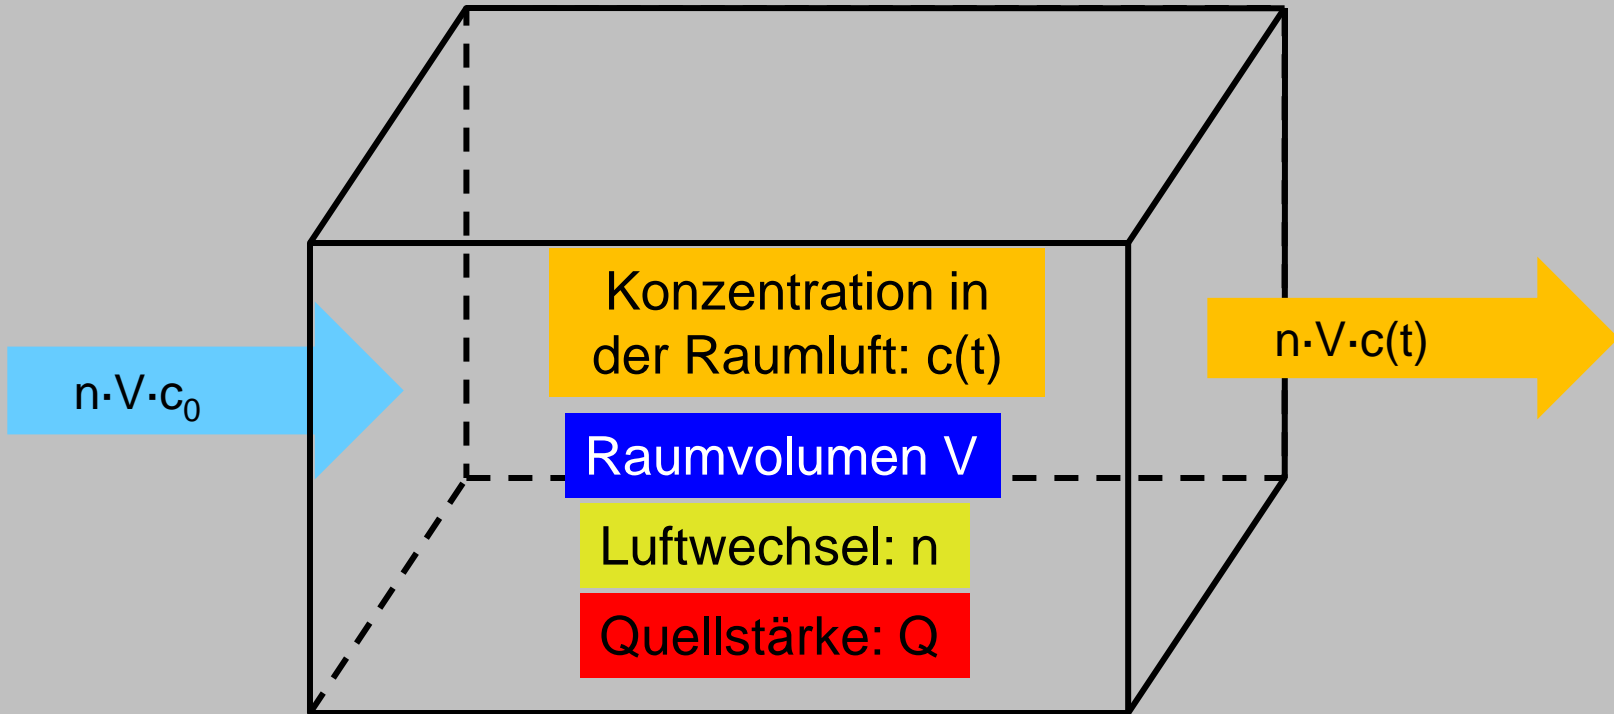 n·V·c₀
Konzentration in
der Raumluft: c(t)
Raumvolumen V
Luftwechsel: n
Quellstärke: Q
n·V·c(t)